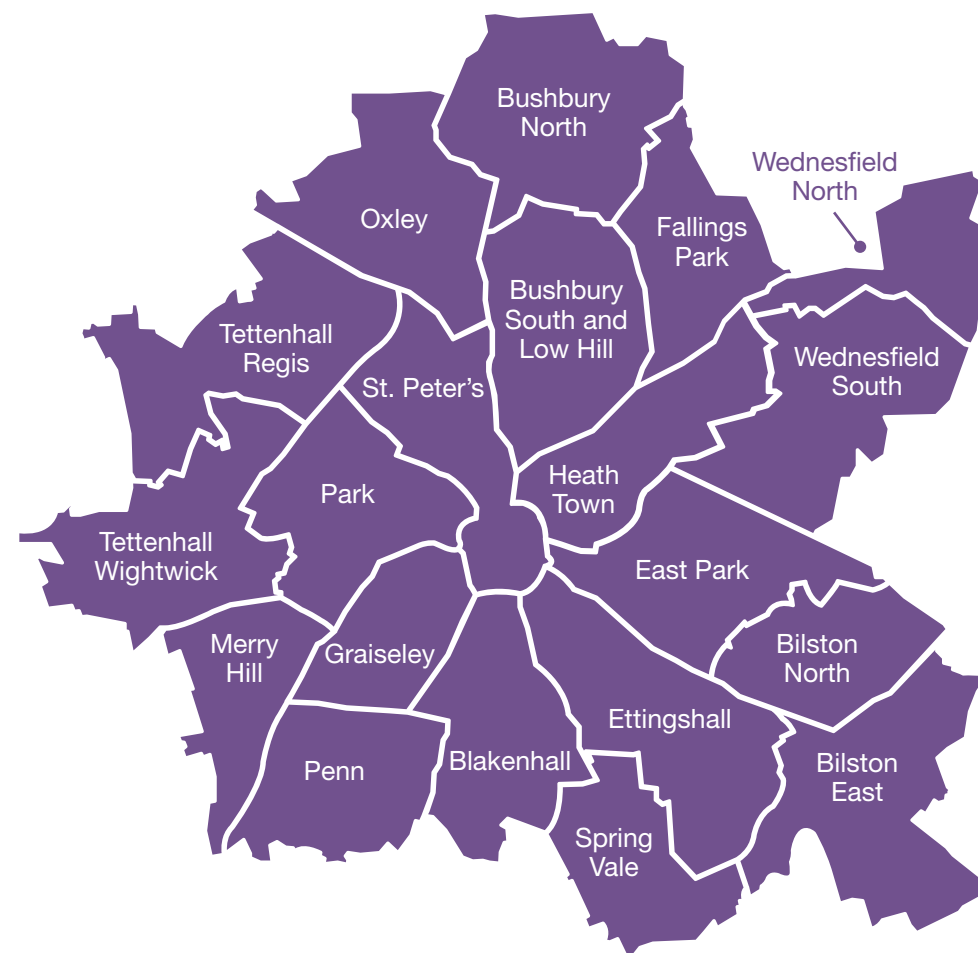 Bushbury
North
Wednesfield
North
Oxley
Fallings
Park
Bushbury
South and
Low Hill
Tettenhall
Regis
St. Peter's
Wednesfield
South
Park
Heath
Town
Tettenhall
Wightwick
East Park
Merry
Hill
Graiseley
Bilston
North
Ettingshall
Penn
Blakenhall
Bilston
East
Spring
Vale